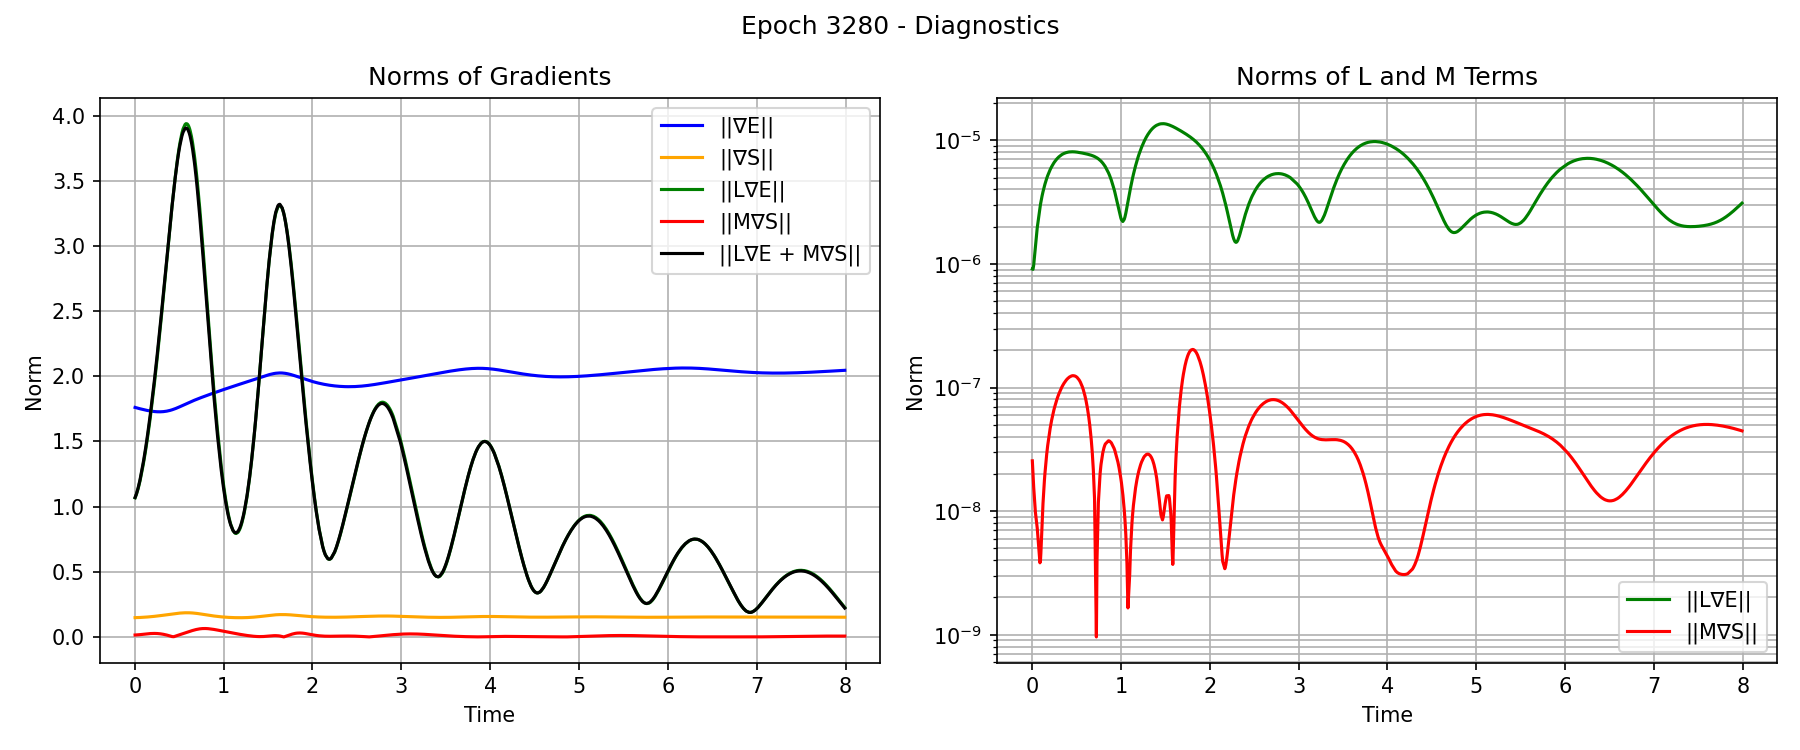 Epoch 3280 - Diagnostics
Norms of Gradients
Norm
4.0
3.5
3.0
2.5
2.0
1.5
1.0
0.5
0.0
0 1 2 3 4 5 6 7 8
Time
||∇E||
||∇S||
||L∇E||
||M∇S||
||L∇E + M∇S||
Norms of L and M Terms
Norm
10⁻⁵
10⁻⁶
10⁻⁷
10⁻⁸
10⁻⁹
0 1 2 3 4 5 6 7 8
Time
||L∇E||
||M∇S||